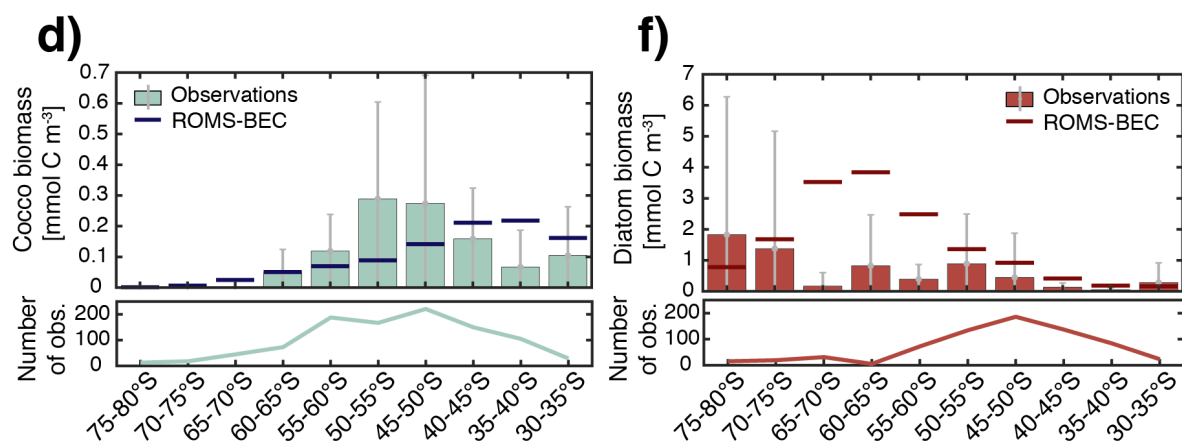 d)
Cocco biomass
[mmol C m-3]
0.7
0.6
0.5
0.4
0.3
0.2
0.1
0
Observations
ROMS-BEC
Number
of obs.
200
100
0
75-80°S
70-75°S
65-70°S
60-65°S
55-60°S
50-55°S
45-50°S
40-45°S
35-40°S
30-35°S
f)
Diatom biomass
[mmol C m-3]
7
6
5
4
3
2
1
0
Observations
ROMS-BEC
Number
of obs.
200
100
0
75-80°S
70-75°S
65-70°S
60-65°S
55-60°S
50-55°S
45-50°S
40-45°S
35-40°S
30-35°S